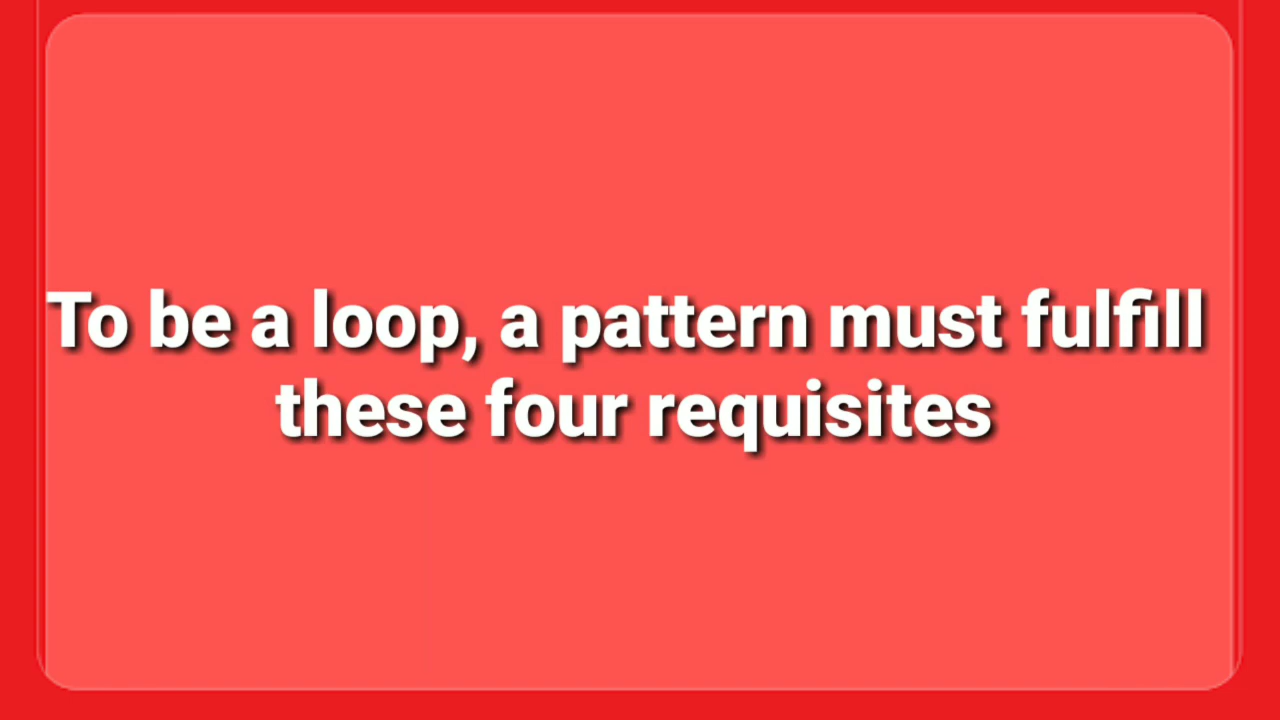 To be a loop, a pattern must fulfill
these four requisites